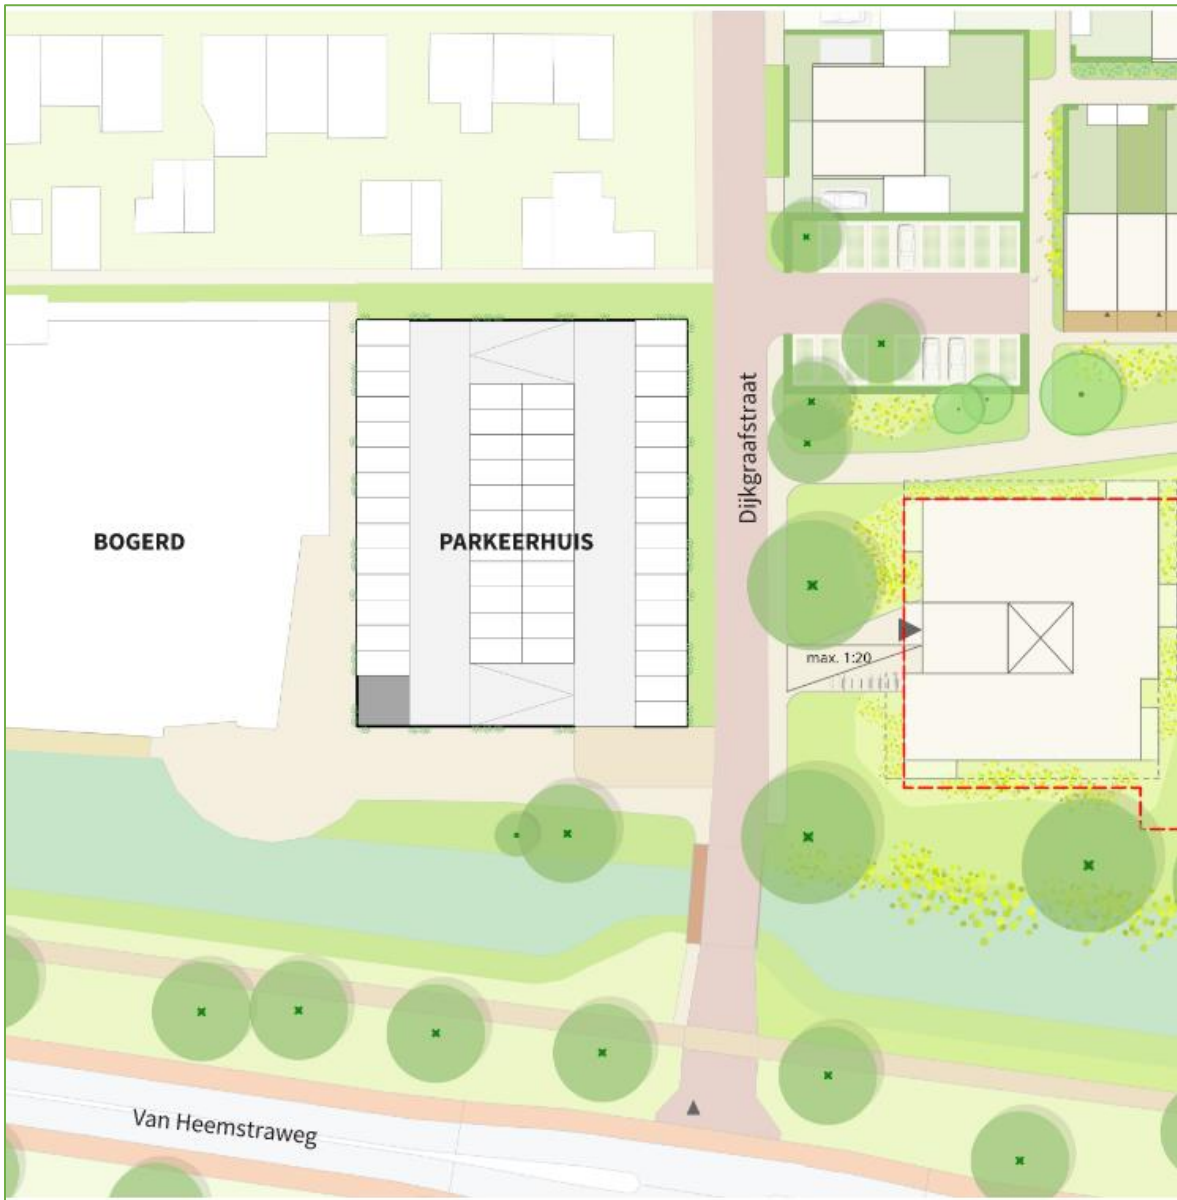 Dijkgraafstraat
BOGERD
PARKEERHUIS
max. 1:20
Van Heemstraweg